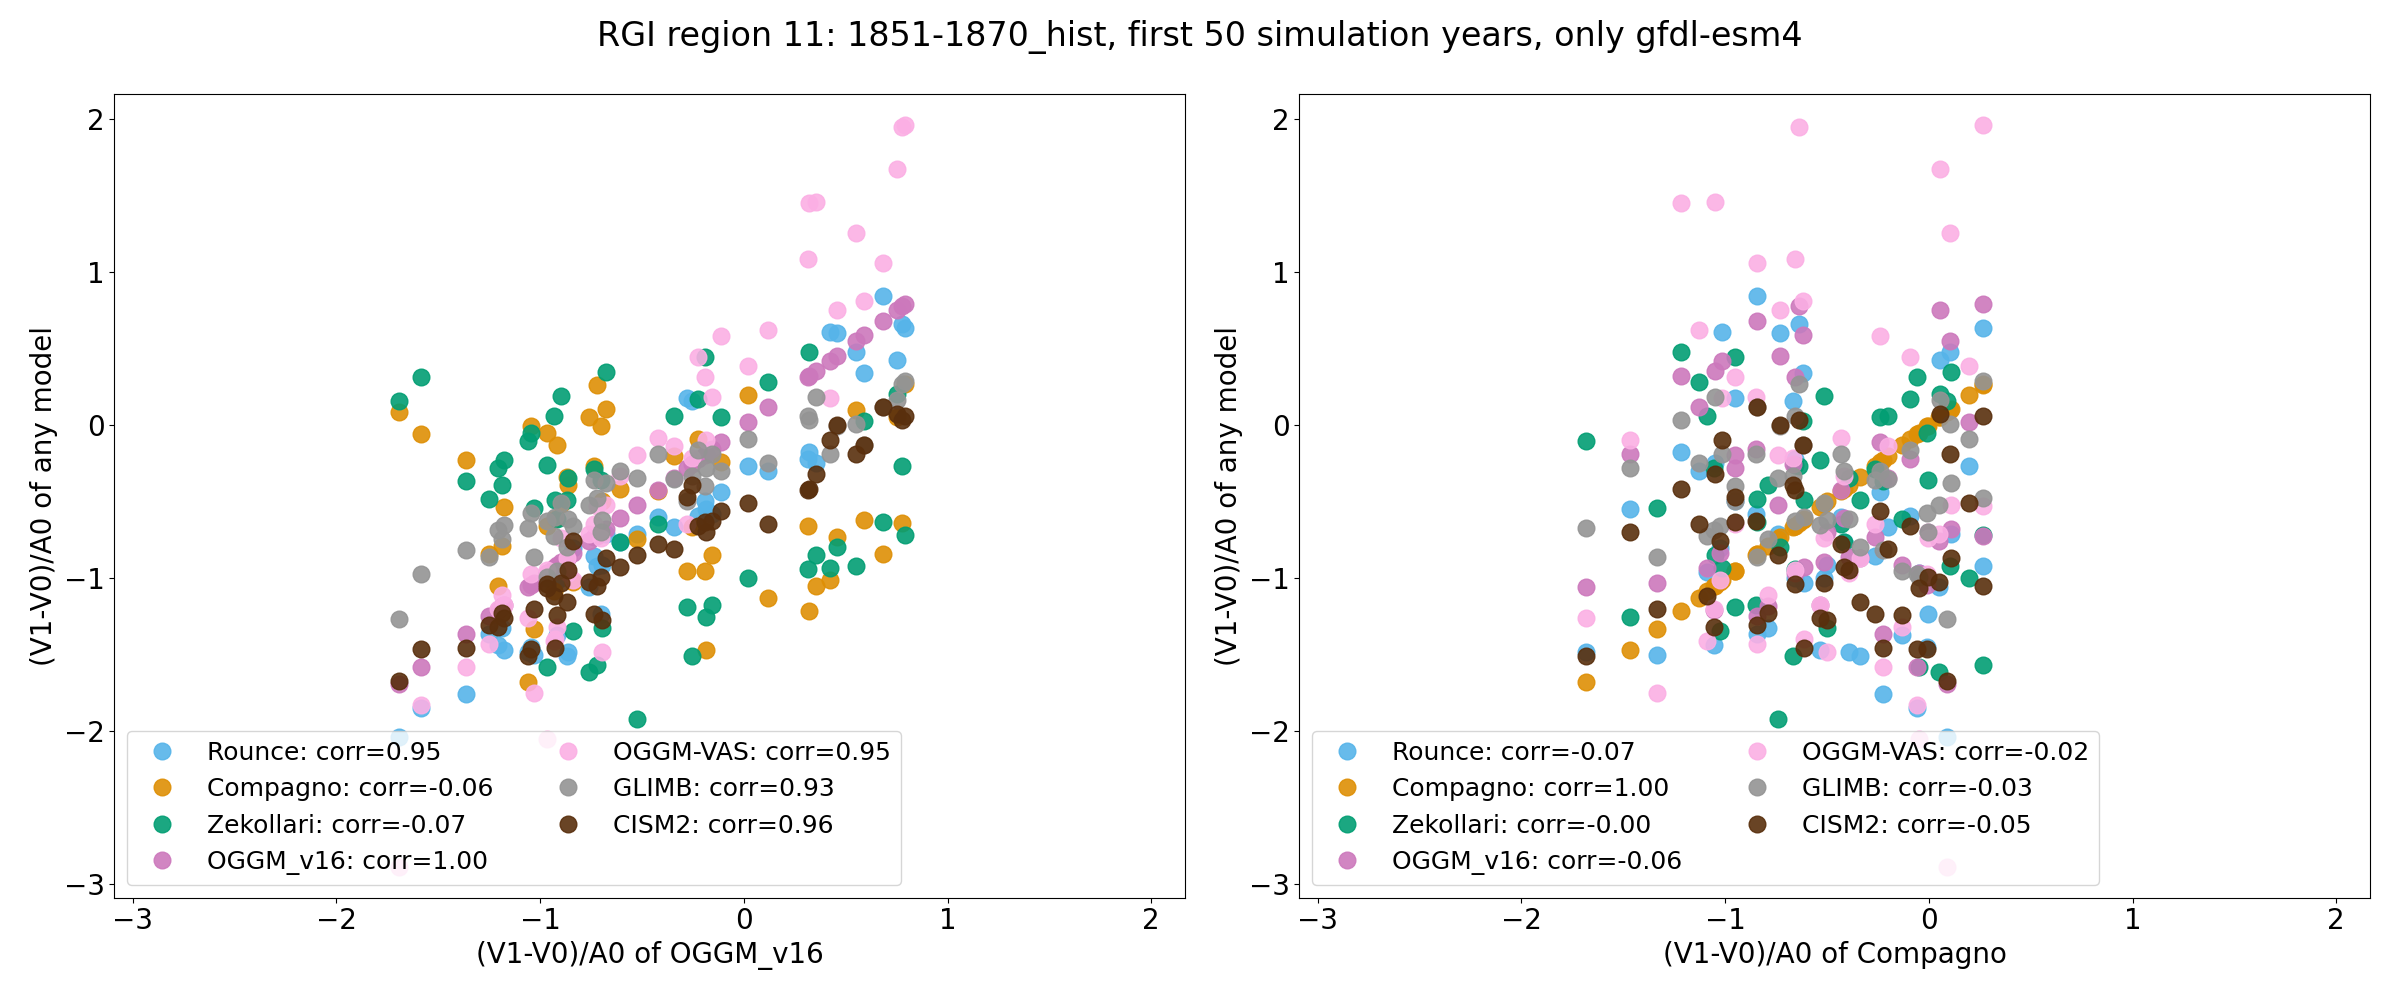 RGI region 11: 1851-1870_hist, first 50 simulation years, only gfdl-esm4
2
1
0
−1
−2
−3
(V1-V0)/A0 of any model
Rounce: corr=0.95
Compagno: corr=-0.06
Zekollari: corr=-0.07
OGGM_v16: corr=1.00
OGGM-VAS: corr=0.95
GLIMB: corr=0.93
CISM2: corr=0.96
−3 −2 −1 0 1 2
(V1-V0)/A0 of OGGM_v16
2
1
0
−1
−2
−3
(V1-V0)/A0 of any model
Rounce: corr=-0.07
Compagno: corr=1.00
Zekollari: corr=-0.00
OGGM_v16: corr=-0.06
OGGM-VAS: corr=-0.02
GLIMB: corr=-0.03
CISM2: corr=-0.05
−3 −2 −1 0 1 2
(V1-V0)/A0 of Compagno